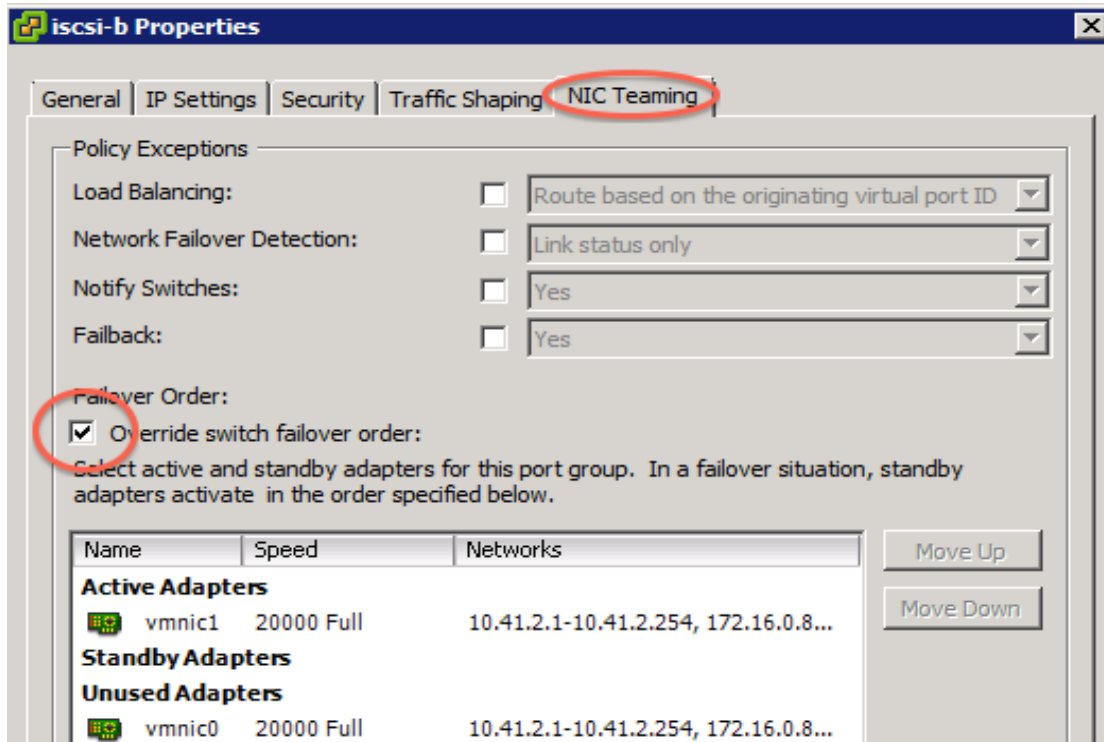 iscsi-b Properties
General IP Settings Security Traffic Shaping NIC Teaming
Policy Exceptions
Load Balancing: Route based on the originating virtual port ID
Network Failover Detection: Link status only
Notify Switches: Yes
Failback: Yes
Failover Order:
Override switch failover order:
Select active and standby adapters for this port group. In a failover situation, standby
adapters activate in the order specified below.
Name Speed Networks
Move Up
Active Adapters
vmnic1 20000 Full 10.41.2.1-10.41.2.254, 172.16.0.8...
Move Down
Standby Adapters
Unused Adapters
vmnic0 20000 Full 10.41.2.1-10.41.2.254, 172.16.0.8...